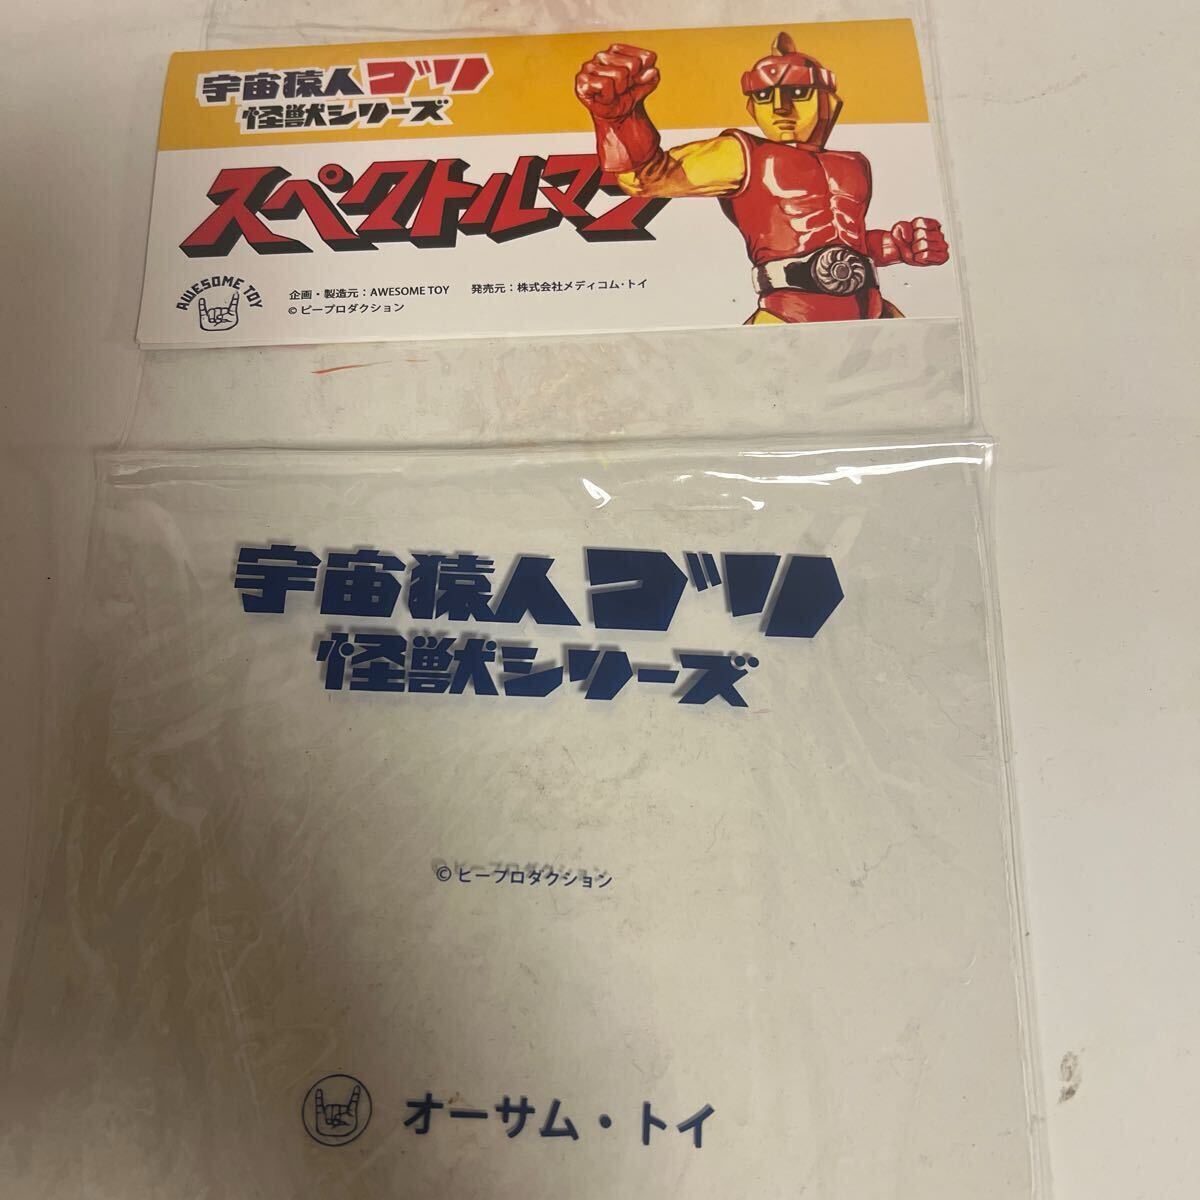 宇宙猿人ゴリ
怪獣シリーズ
スペクトルマン
AWESOME TOY
企画・製造元：AWESOME TOY 発売元：株式会社メディコム・トイ
©ピープロダクション
宇宙猿人ゴリ
怪獣シリーズ
©ピープロダクション
オーサム・トイ